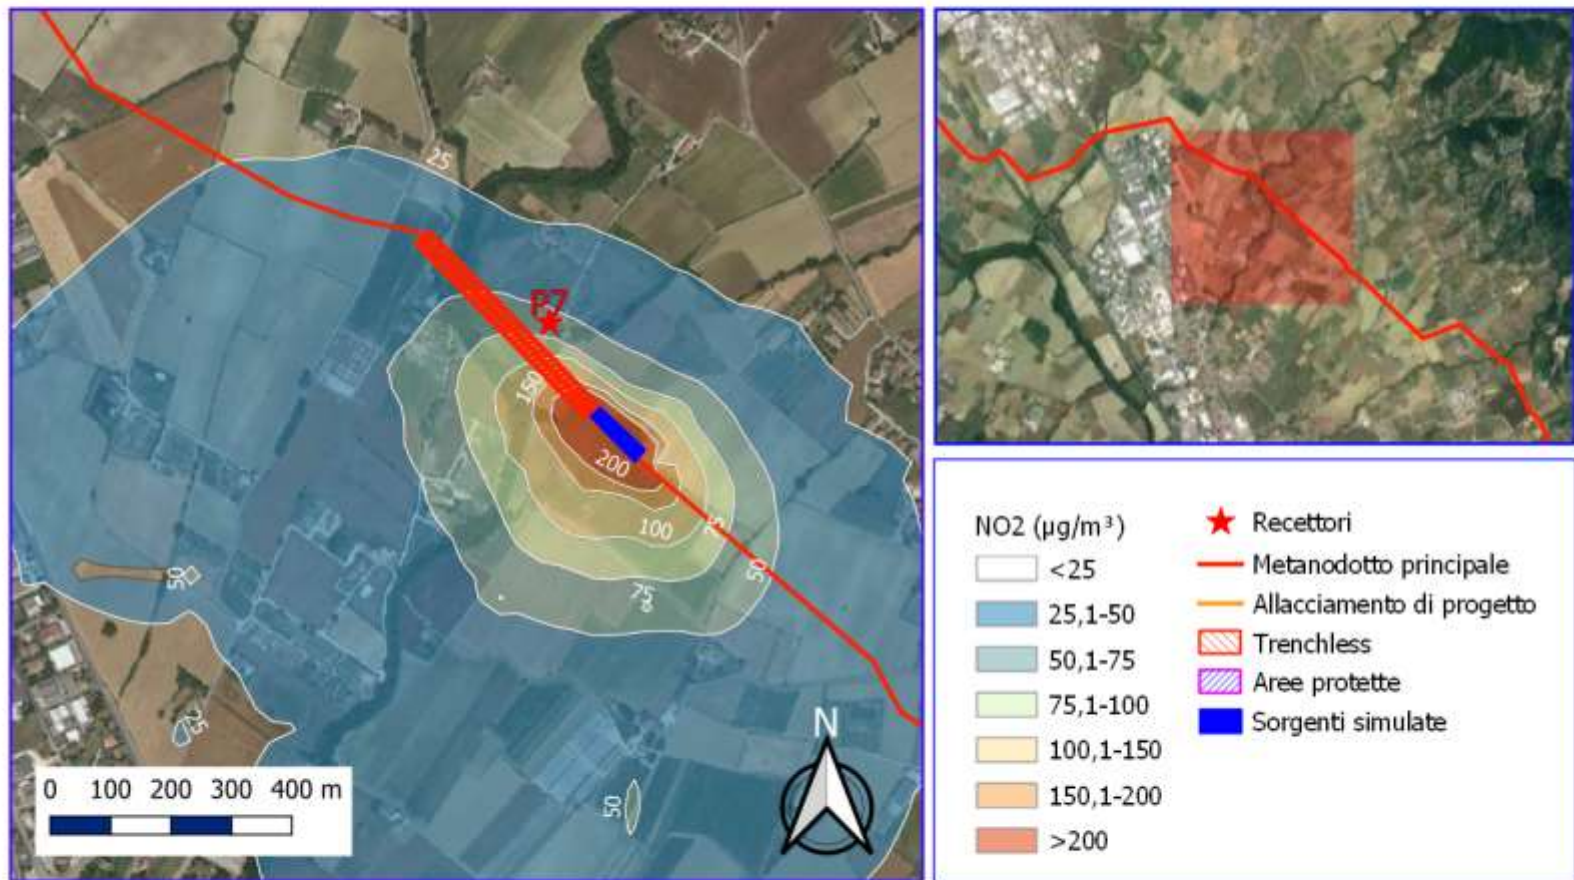 25
P7
150
200
100
75
50
75
50
25
50
N
0 100 200 300 400 m
NO2 (µg/m³)
<25
25,1-50
50,1-75
75,1-100
100,1-150
150,1-200
>200
Recettori
Metanodotto principale
Allacciamento di progetto
Trenchless
Aree protette
Sorgenti simulate